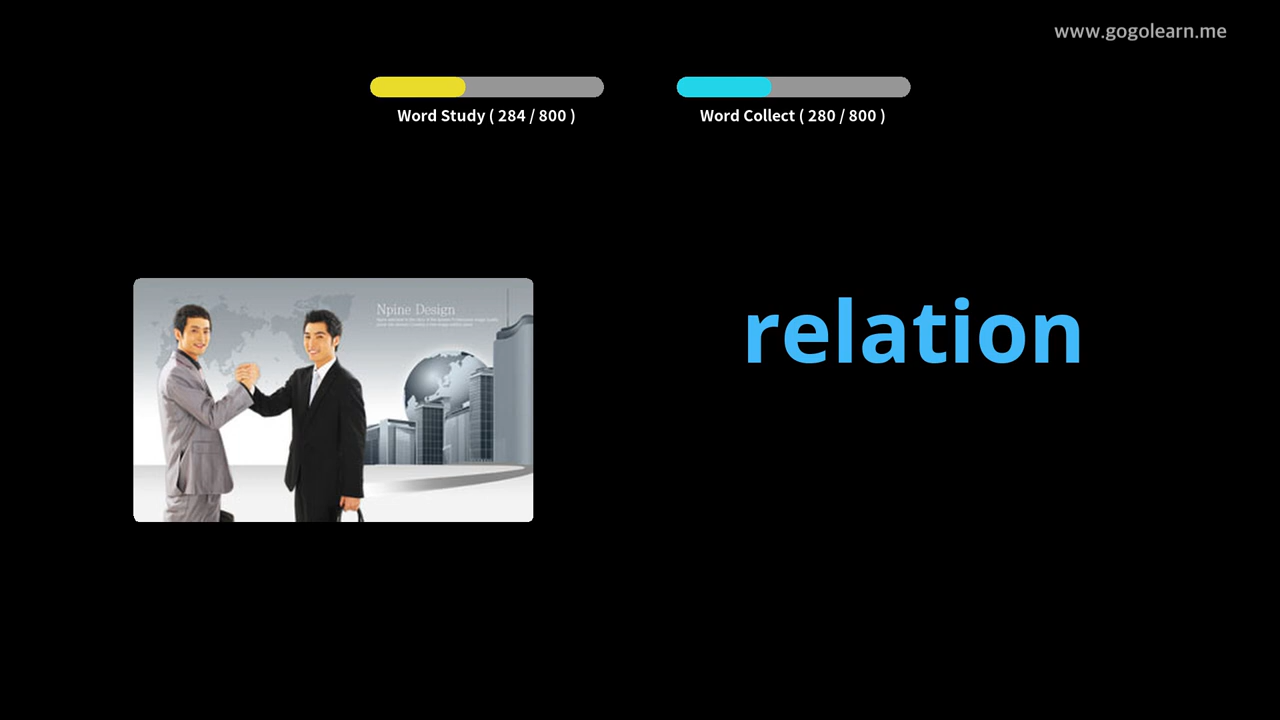 www.gogolearn.me
Word Study ( 284 / 800 )
Word Collect ( 280 / 800 )
Npine Design
relation